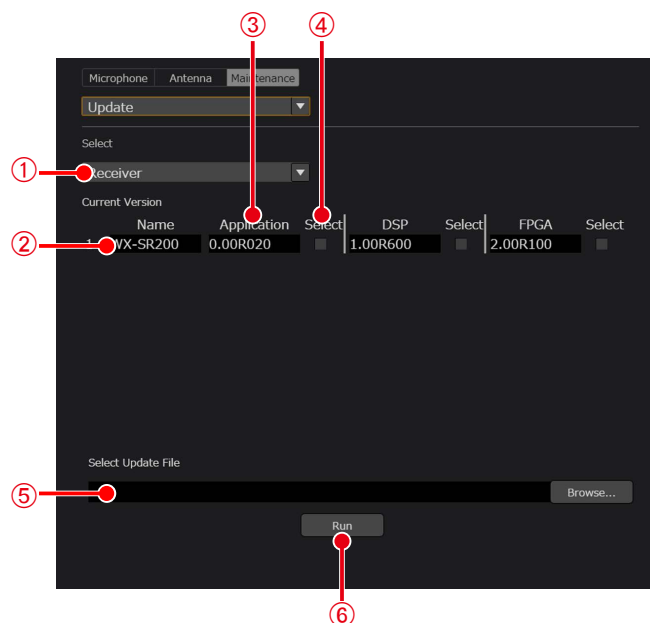 ③ ④
Microphone Antenna Maintenance
Update
Select
① Receiver
Current Version
Name Application Select DSP Select FPGA Select
② 1 WX-SR200 0.00R020 1.00R600 2.00R100
Select Update File
⑤ Browse...
Run
⑥